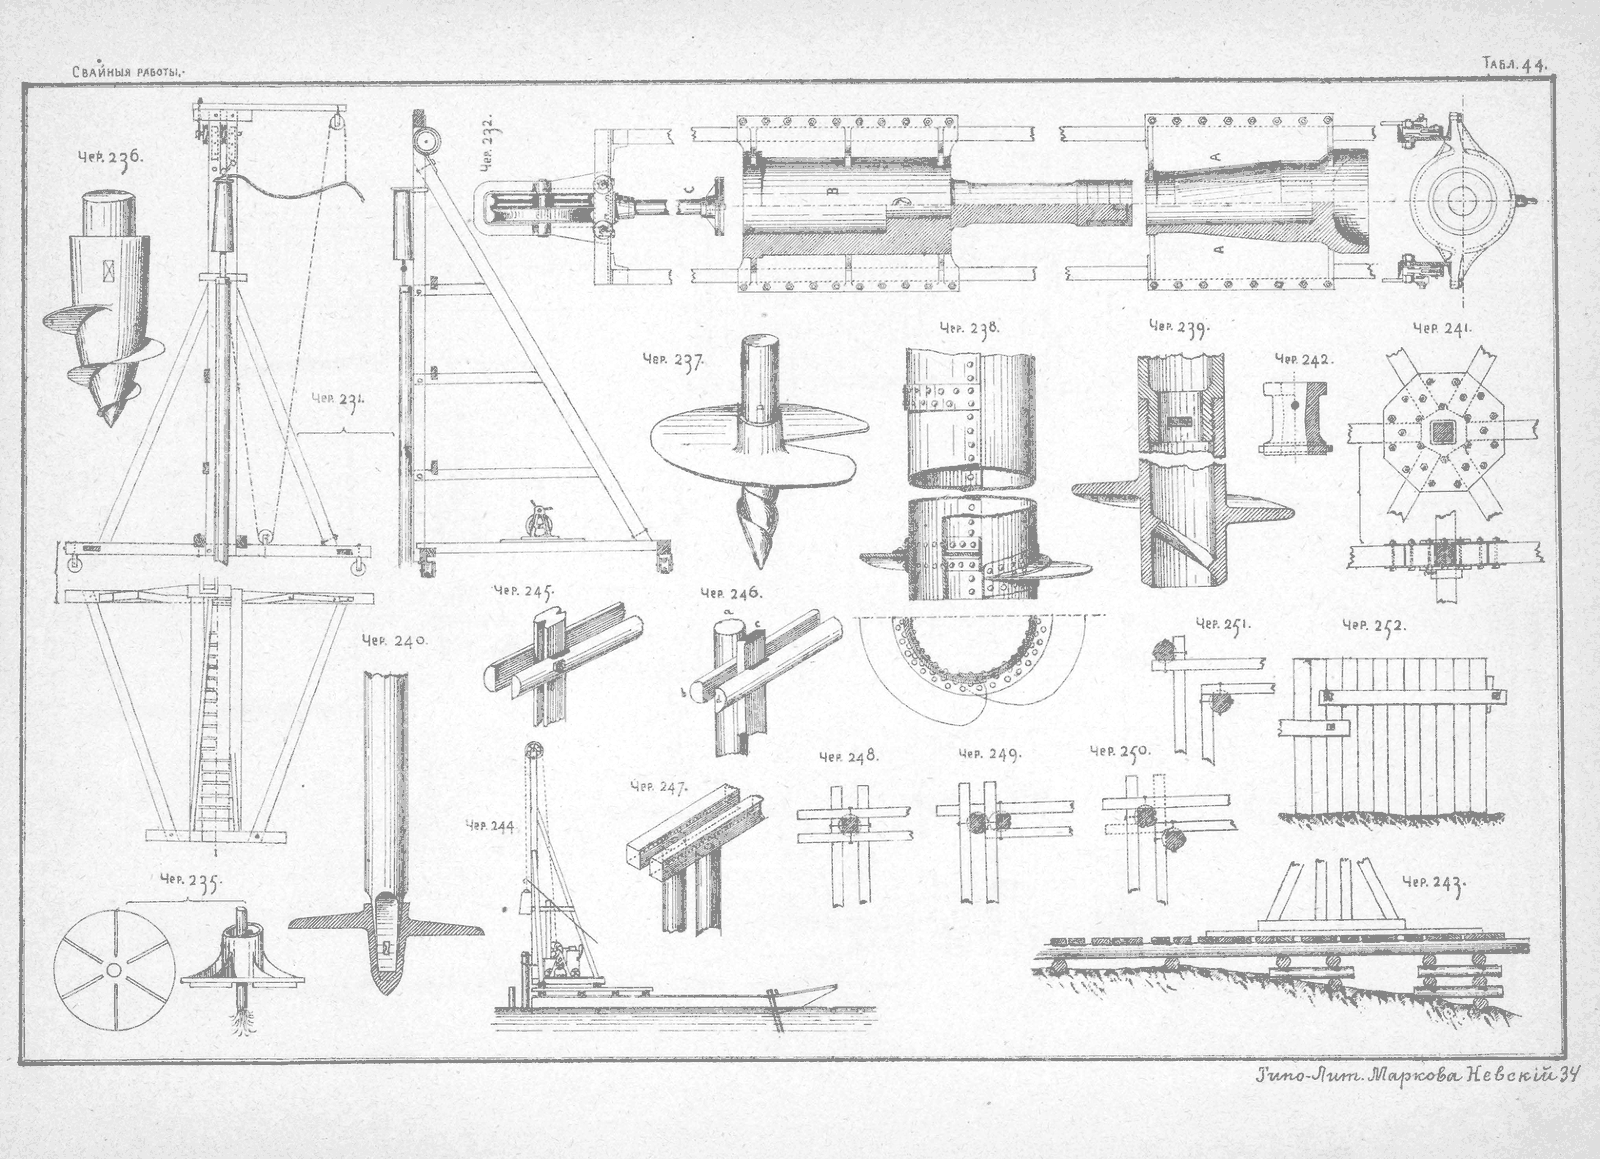 Свайныя работы.
Табл. 44.
Чер. 236.
Чер. 232.
C
B
A
A
Чер. 231.
Чер. 237.
Чер. 238.
Чер. 239.
Чер. 242.
Чер. 241.
Чер. 245.
Чер. 246.
a
c
b
Чер. 240.
Чер. 251.
Чер. 252.
Чер. 247.
Чер. 248.
Чер. 249.
Чер. 250.
Чер. 244
Чер. 235.
Чер. 243.
Типо-Лит. Маркова Невскій 34